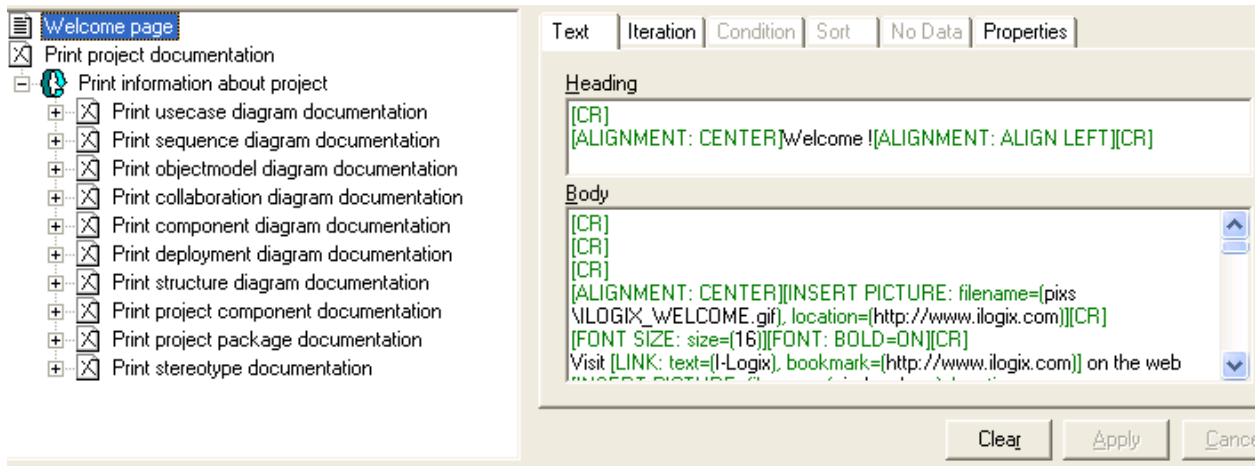 Welcome page
Print project documentation
Print information about project
Print usecase diagram documentation
Print sequence diagram documentation
Print objectmodel diagram documentation
Print collaboration diagram documentation
Print component diagram documentation
Print deployment diagram documentation
Print structure diagram documentation
Print project component documentation
Print project package documentation
Print stereotype documentation
Text Iteration Condition Sort No Data Properties
Heading
[CR]
[ALIGNMENT: CENTER]Welcome ![ALIGNMENT: ALIGN LEFT][CR]
Body
[CR]
[CR]
[CR]
[ALIGNMENT: CENTER][INSERT PICTURE: filename=(pixs
\ILOGIX_WELCOME.gif), location=(http://www.ilogix.com)][CR]
[FONT SIZE: size=(16)][FONT: BOLD=ON][CR]
Visit [LINK: text=(I-Logix), bookmark=(http://www.ilogix.com)] on the web
Clear Apply Cance